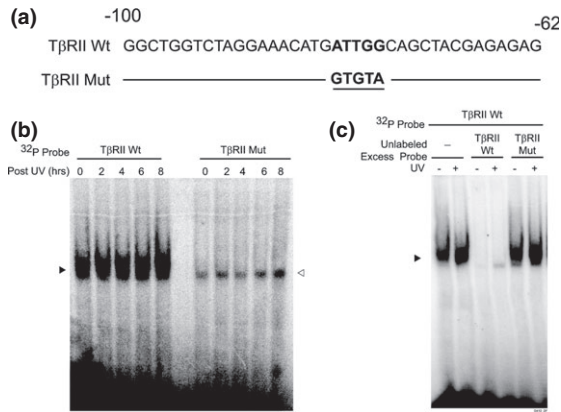 (a)
-100 -62
TβRII Wt GGCTGGTCTAGGAAACATGATTGGCAGCTACGAGAGAG
TβRII Mut GTGTA
(b)
32P Probe TβRII Wt TβRII Mut
Post UV (hrs) 0 2 4 6 8 0 2 4 6 8
(c)
TβRII Wt
32P Probe
Unlabeled Excess Probe – TβRII Wt TβRII Mut
UV - + - + - +